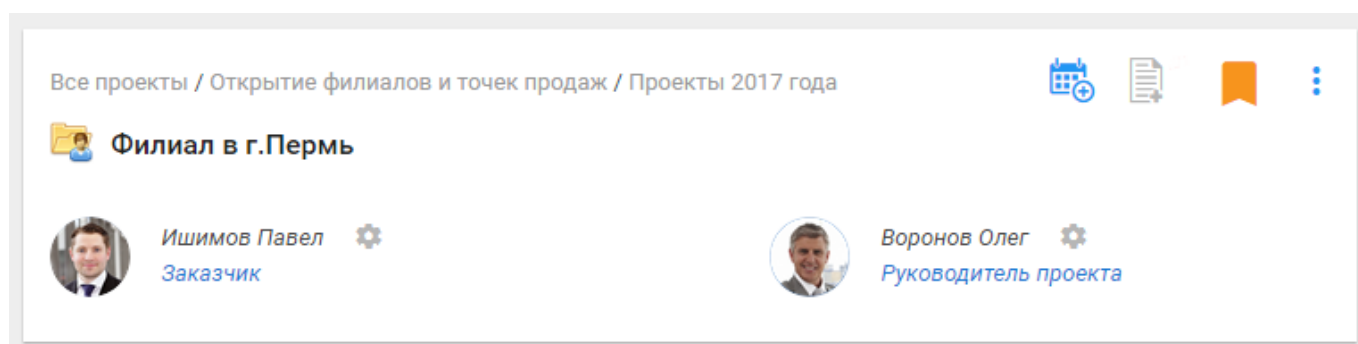 Все проекты / Открытие филиалов и точек продаж / Проекты 2017 года
Филиал в г.Пермь
Ишимов Павел
Заказчик
Воронов Олег
Руководитель проекта